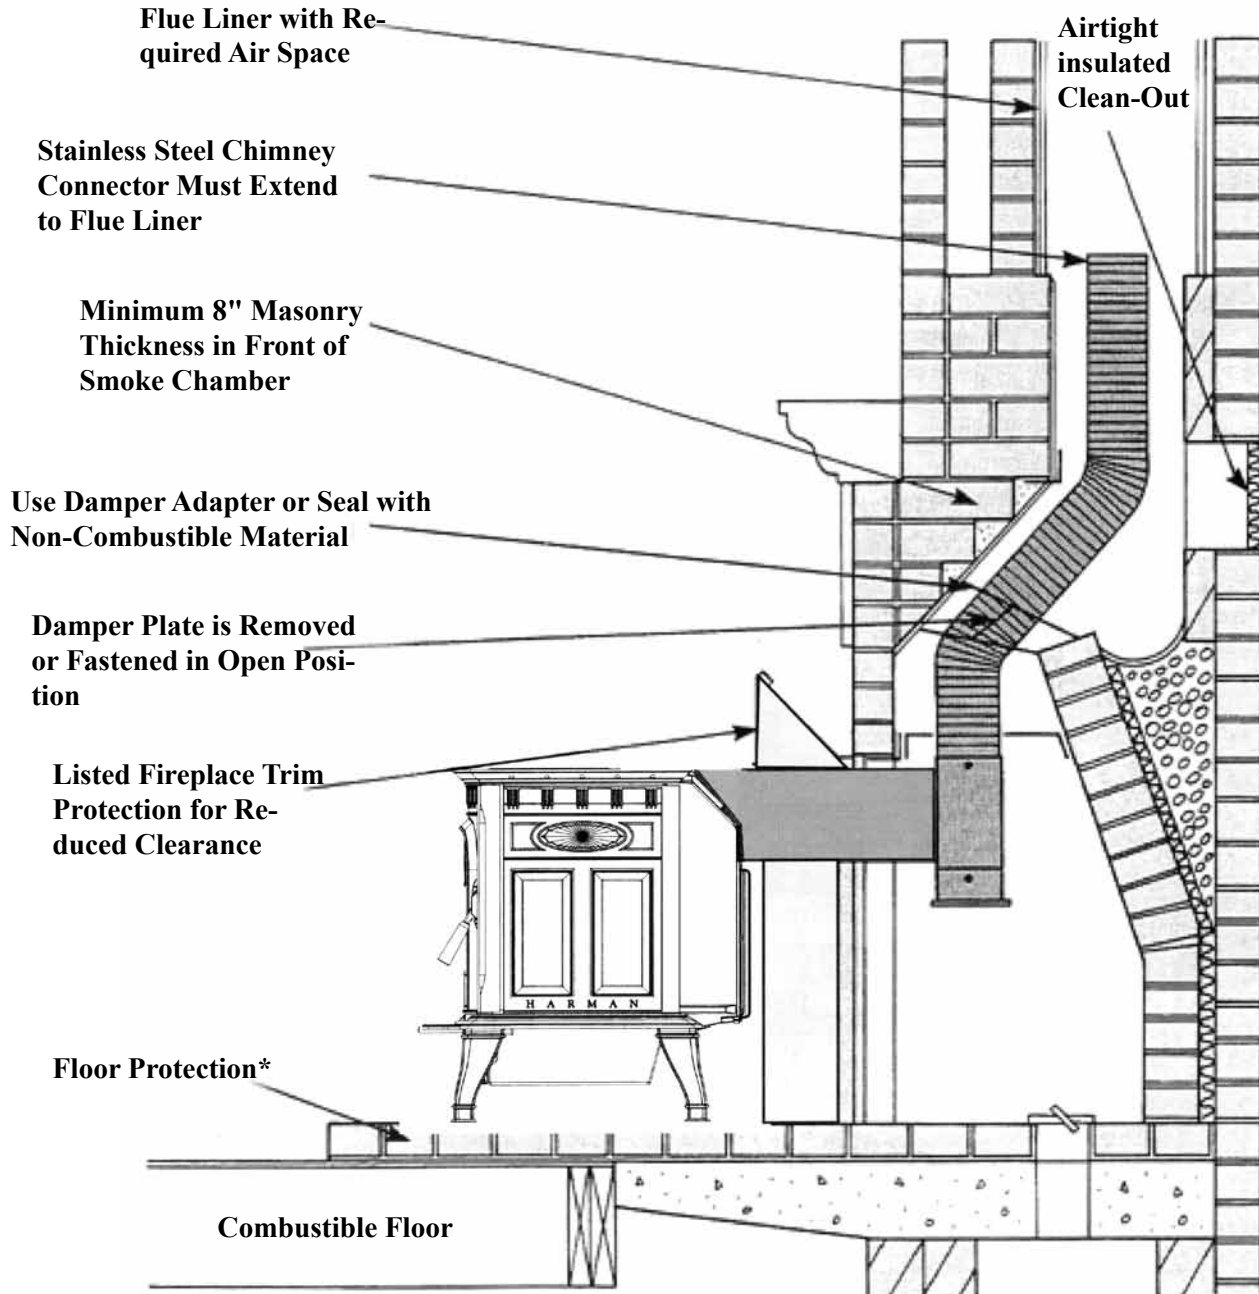 Flue Liner with Re-
quired Air Space
Airtight
insulated
Clean-Out
Stainless Steel Chimney
Connector Must Extend
to Flue Liner
Minimum 8" Masonry
Thickness in Front of
Smoke Chamber
Use Damper Adapter or Seal with
Non-Combustible Material
Damper Plate is Removed
or Fastened in Open Posi-
tion
Listed Fireplace Trim
Protection for Re-
duced Clearance
HARMAN
Floor Protection*
Combustible Floor